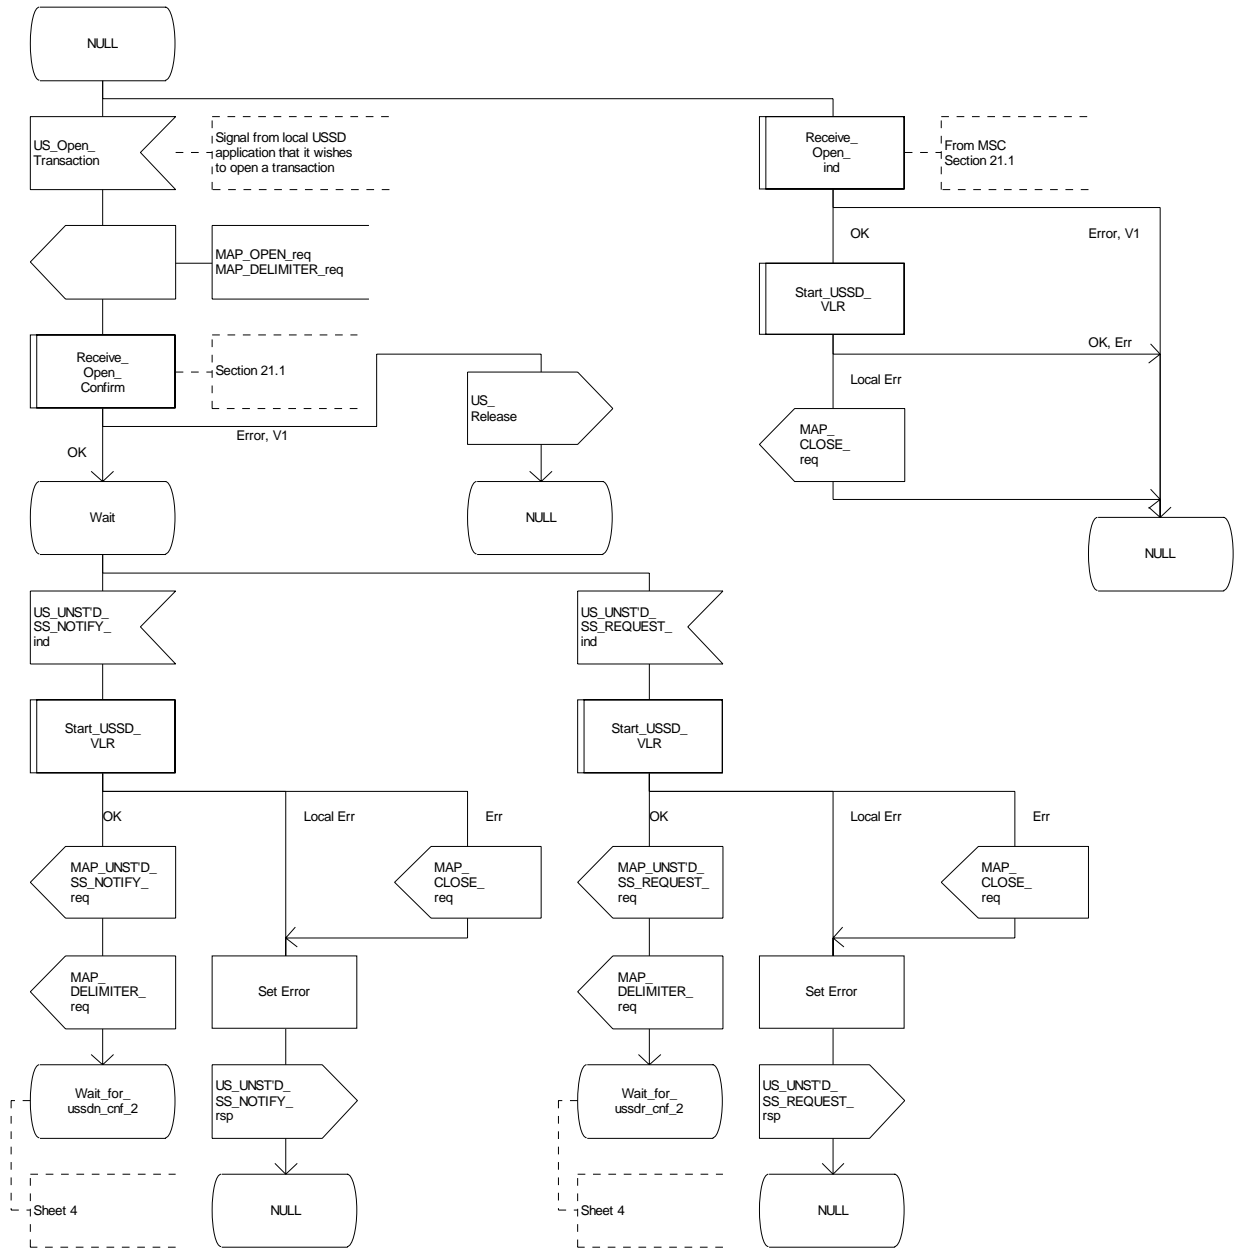 NULL
US_Open_
Transaction
Signal from local USSD
application that it wishes
to open a transaction
Receive_
Open_
ind
From MSC
Section 21.1
OK
Error, V1
MAP_OPEN_req
MAP_DELIMITER_req
Start_USSD_
VLR
Receive_
Open_
Confirm
Section 21.1
OK, Err
Local Err
US_
Release
MAP_
CLOSE_
req
Error, V1
OK
Wait
NULL
NULL
US_UNST'D_
SS_NOTIFY_
ind
US_UNST'D_
SS_REQUEST_
ind
Start_USSD_
VLR
Start_USSD_
VLR
OK
Local Err
Err
OK
Local Err
Err
MAP_UNST'D_
SS_NOTIFY_
req
MAP_
CLOSE_
req
MAP_UNST'D_
SS_REQUEST_
req
MAP_
CLOSE_
req
MAP_
DELIMITER_
req
Set Error
MAP_
DELIMITER_
req
Set Error
Wait_for_
ussdn_cnf_2
US_UNST'D_
SS_NOTIFY_
rsp
Wait_for_
ussdr_cnf_2
US_UNST'D_
SS_REQUEST_
rsp
Sheet 4
NULL
Sheet 4
NULL